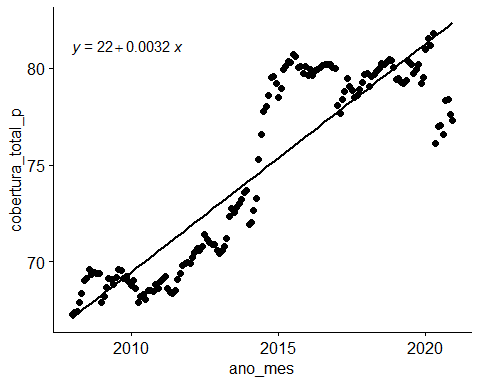 y = 22 + 0.0032 x
cobertura_total_p
80
75
70
2010
2015
2020
ano_mes